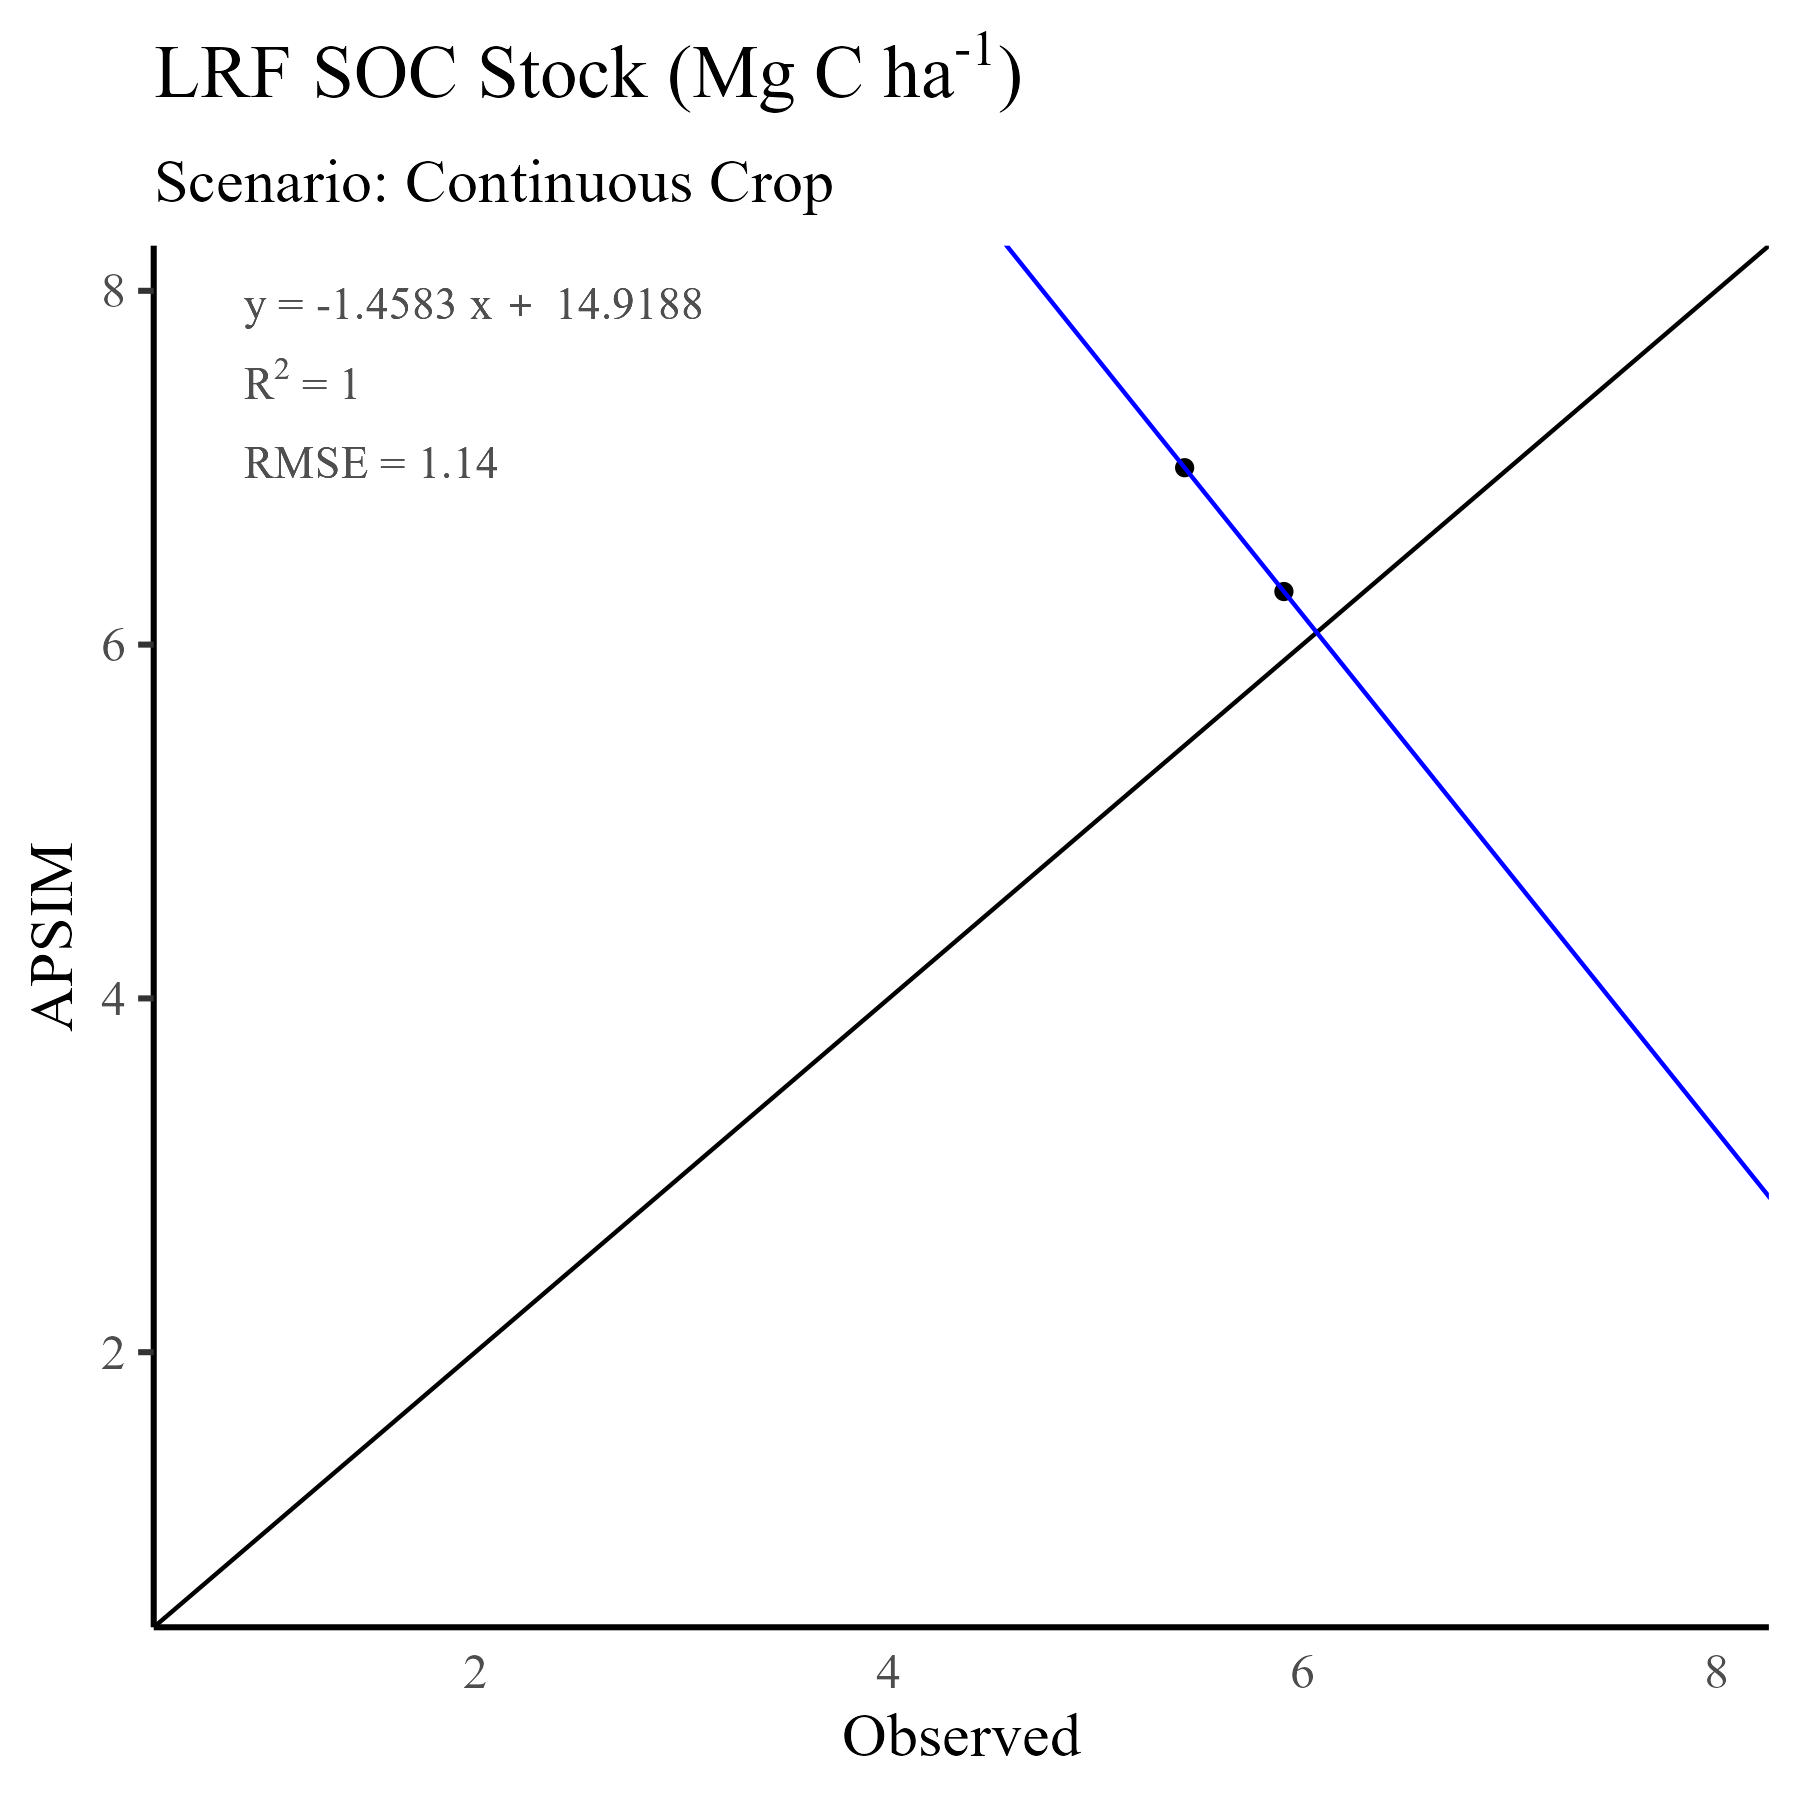 LRF SOC Stock (Mg C ha⁻¹)
Scenario: Continuous Crop
y = -1.4583 x + 14.9188
R² = 1
RMSE = 1.14
8
6
4
2
APSIM
2 4 6 8
Observed